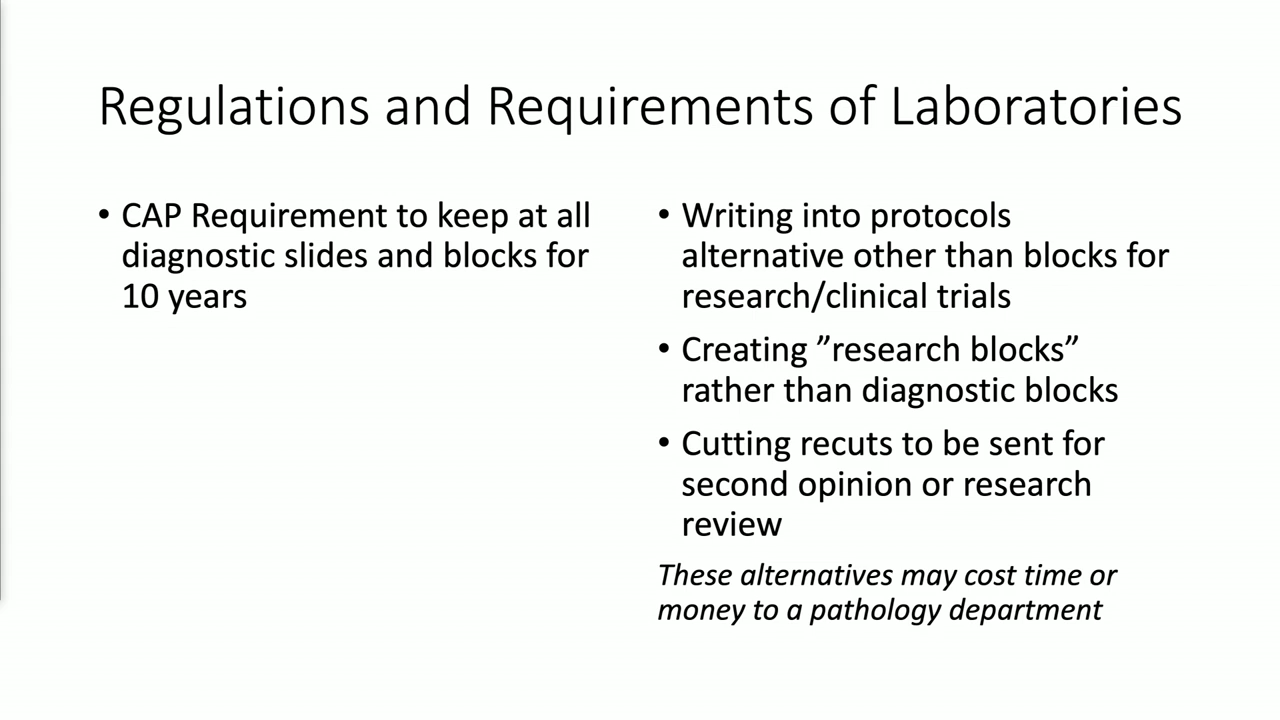 Regulations and Requirements of Laboratories
• CAP Requirement to keep at all
diagnostic slides and blocks for
10 years
• Writing into protocols
alternative other than blocks for
research/clinical trials
• Creating ”research blocks”
rather than diagnostic blocks
• Cutting recuts to be sent for
second opinion or research
review
These alternatives may cost time or
money to a pathology department